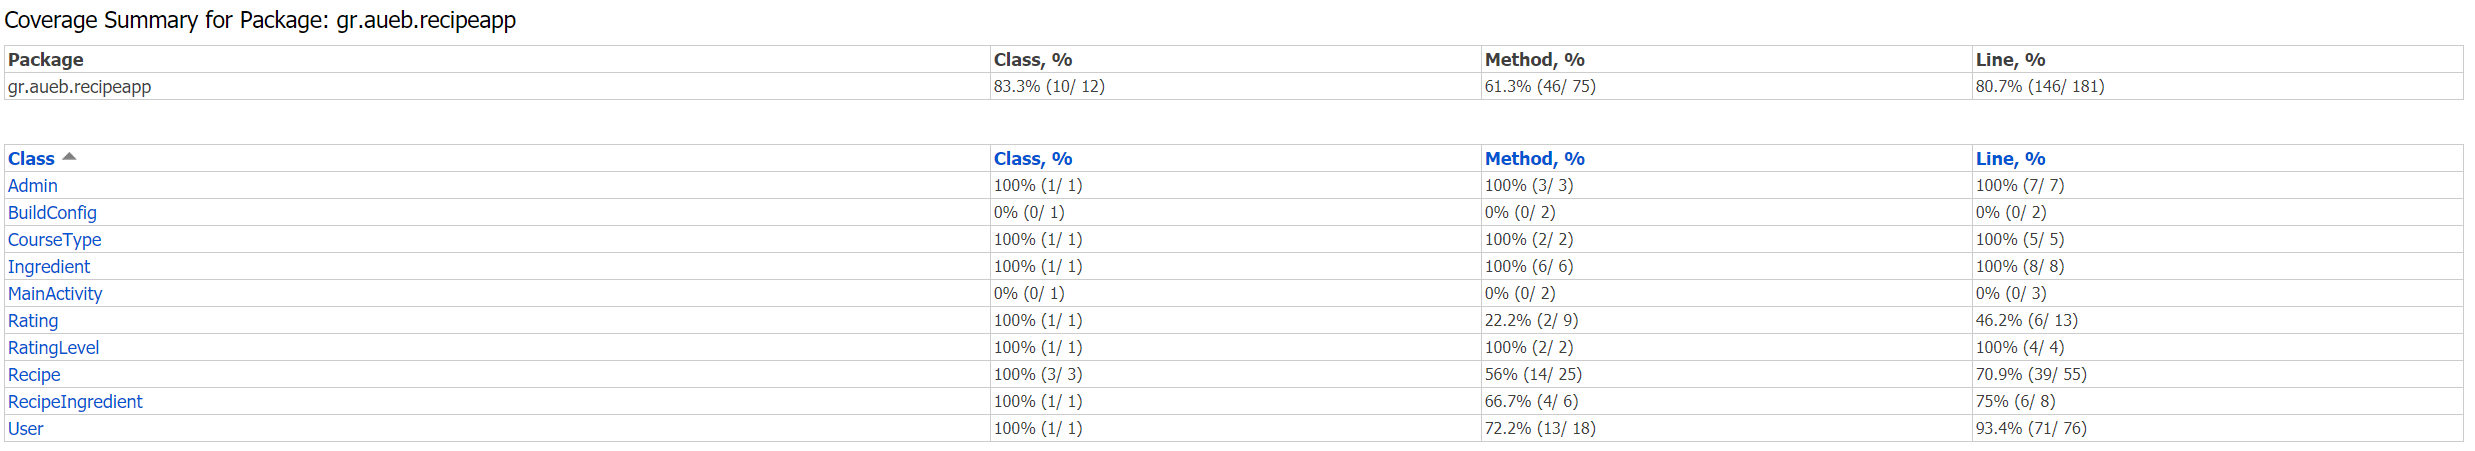 Coverage Summary for Package: gr.aueb.recipeapp
Package Class, % Method, % Line, %
gr.aueb.recipeapp 83.3% (10/ 12) 61.3% (46/ 75) 80.7% (146/ 181)
Class Class, % Method, % Line, %
Admin 100% (1/ 1) 100% (3/ 3) 100% (7/ 7)
BuildConfig 0% (0/ 1) 0% (0/ 2) 0% (0/ 2)
CourseType 100% (1/ 1) 100% (2/ 2) 100% (5/ 5)
Ingredient 100% (1/ 1) 100% (6/ 6) 100% (8/ 8)
MainActivity 0% (0/ 1) 0% (0/ 2) 0% (0/ 3)
Rating 100% (1/ 1) 22.2% (2/ 9) 46.2% (6/ 13)
RatingLevel 100% (1/ 1) 100% (2/ 2) 100% (4/ 4)
Recipe 100% (3/ 3) 56% (14/ 25) 70.9% (39/ 55)
RecipeIngredient 100% (1/ 1) 66.7% (4/ 6) 75% (6/ 8)
User 100% (1/ 1) 72.2% (13/ 18) 93.4% (71/ 76)